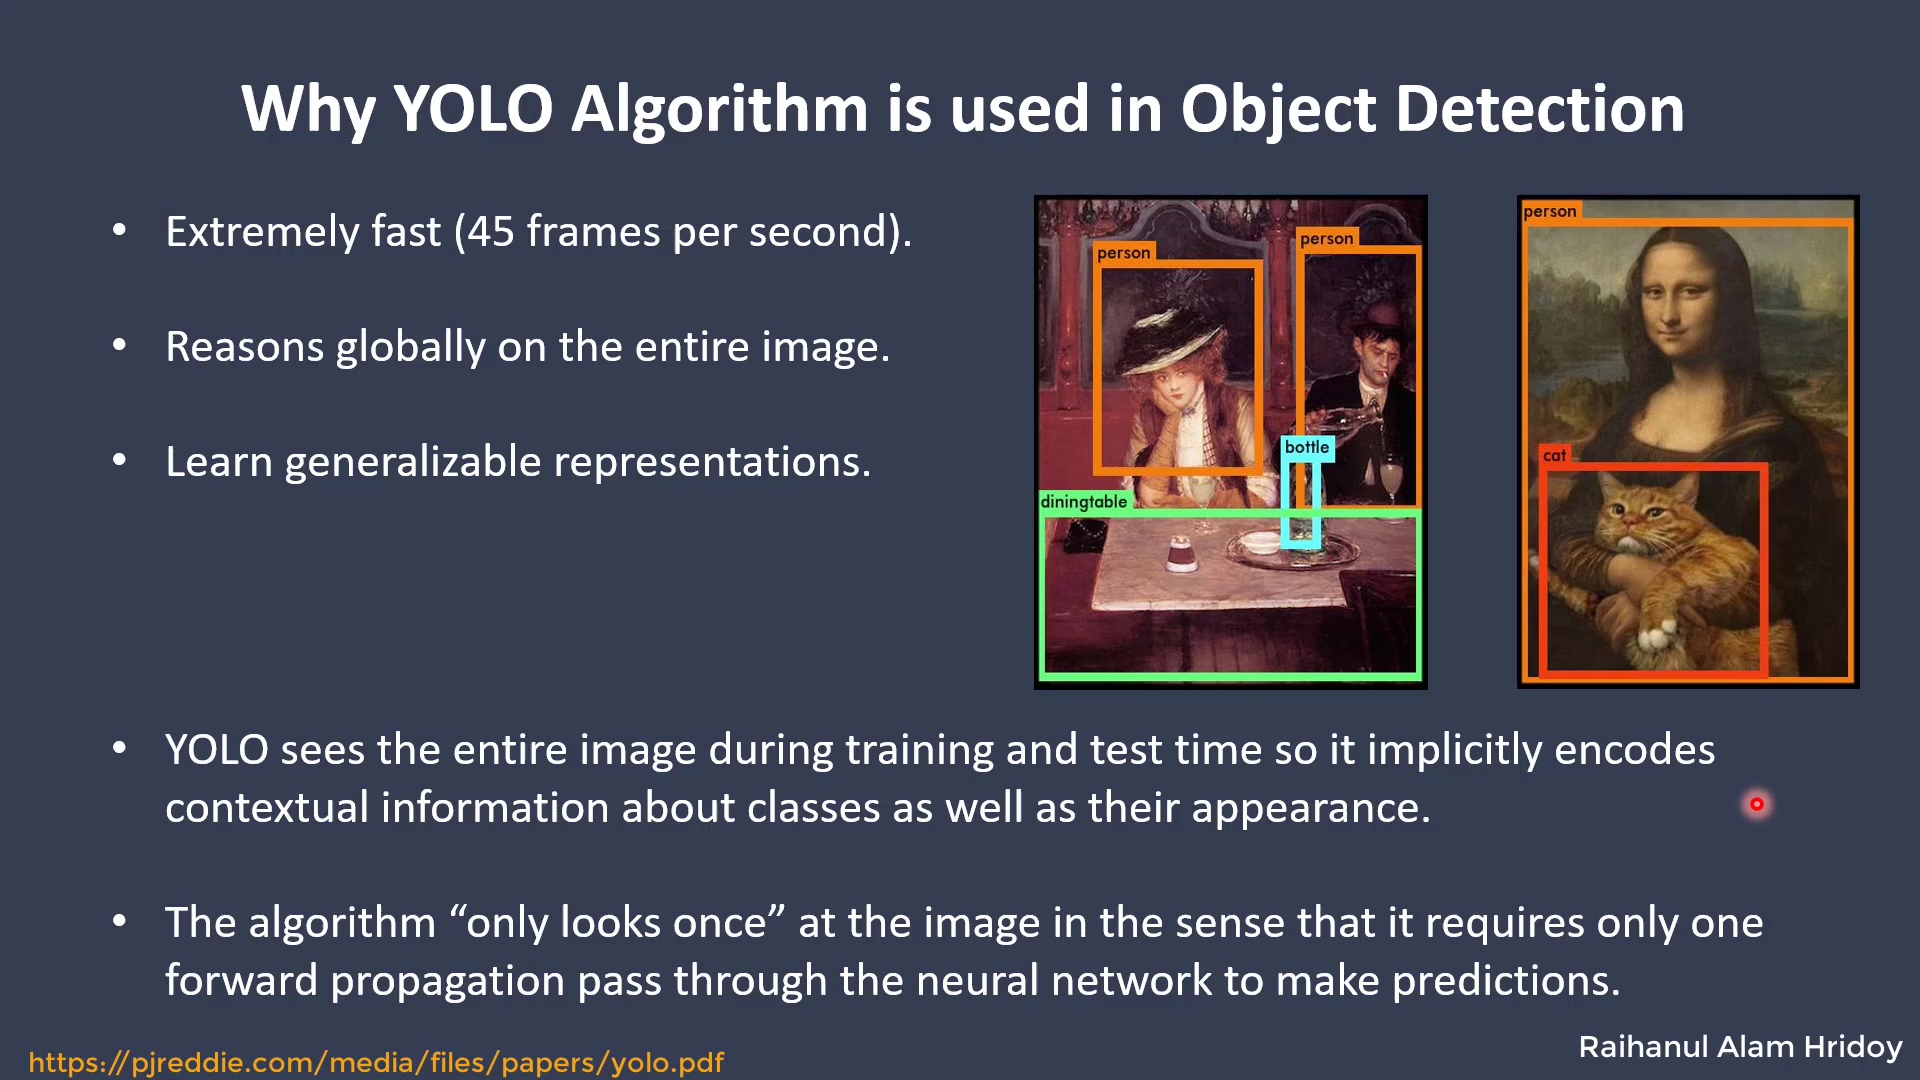 Why YOLO Algorithm is used in Object Detection
• Extremely fast (45 frames per second).
• Reasons globally on the entire image.
• Learn generalizable representations.
person
person
bottle
diningtable
person
cat
• YOLO sees the entire image during training and test time so it implicitly encodes
contextual information about classes as well as their appearance.
• The algorithm “only looks once” at the image in the sense that it requires only one
forward propagation pass through the neural network to make predictions.
https://pjreddie.com/media/files/papers/yolo.pdf
Raihanul Alam Hridoy